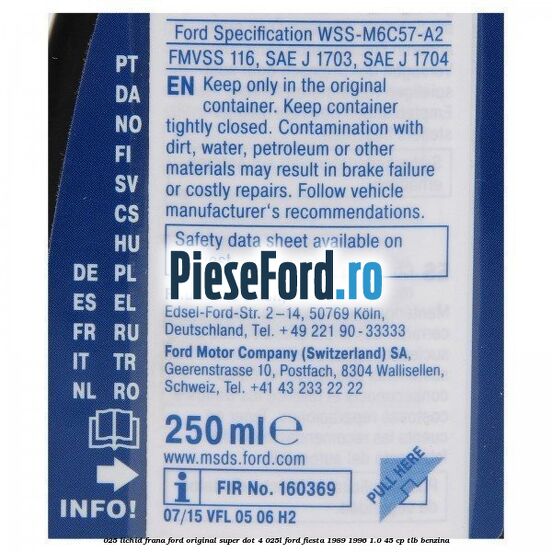 Ford Specification WSS-M6C57-A2
FMVSS 116, SAE J 1703, SAE J 1704
EN Keep only in the original
container. Keep container
tightly closed. Contamination with
dirt, water, petroleum or other
materials may result in brake failure
or costly repairs. Follow vehicle
manufacturer's recommendations.
Safety data sheet available on
PieseFord.ro
Edsel-Ford-Str. 2–14, 50769 Köln,
Deutschland, Tel. +49 221 90-33333
Ford Motor Company (Switzerland) SA,
Geerenstrasse 10, Postfach, 8304 Wallisellen,
Schweiz, Tel. +41 43 233 22 22
250 ml e
www.msds.ford.com
i FIR No. 160369
07/15 VFL 05 06 H2
PULL HERE
PT
DA
NO
FI
SV
CS
HU
DE PL
ES EL
FR RU
IT TR
NL RO
INFO!
025 lichid frana ford original super dot 4 025l ford fiesta 1989 1996 1.0 45 cp tlb benzina